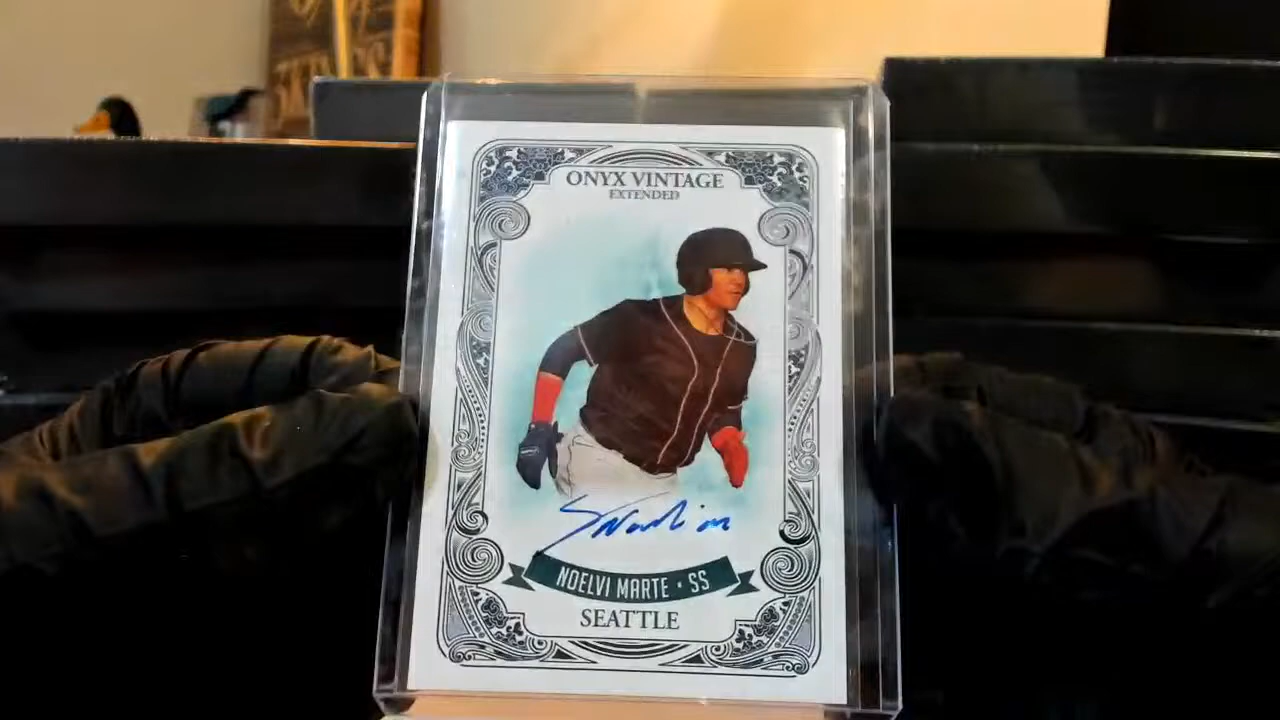 ONYX VINTAGE
EXTENDED
NOELVI MARTE · SS
SEATTLE